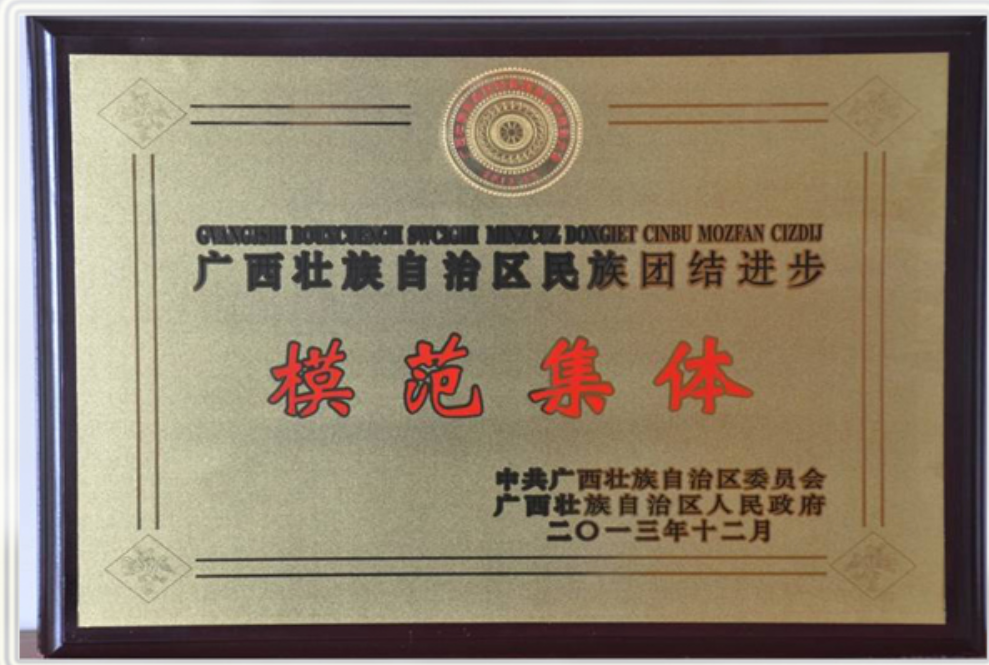 GVANGJSIH BOUXCUENGH SWCIGIH MINZCUZ DONGIET CINBU MOZFAN CIZDIJ
广西壮族自治区民族团结进步
模范集体
中共广西壮族自治区委员会
广西壮族自治区人民政府
二〇一三年十二月